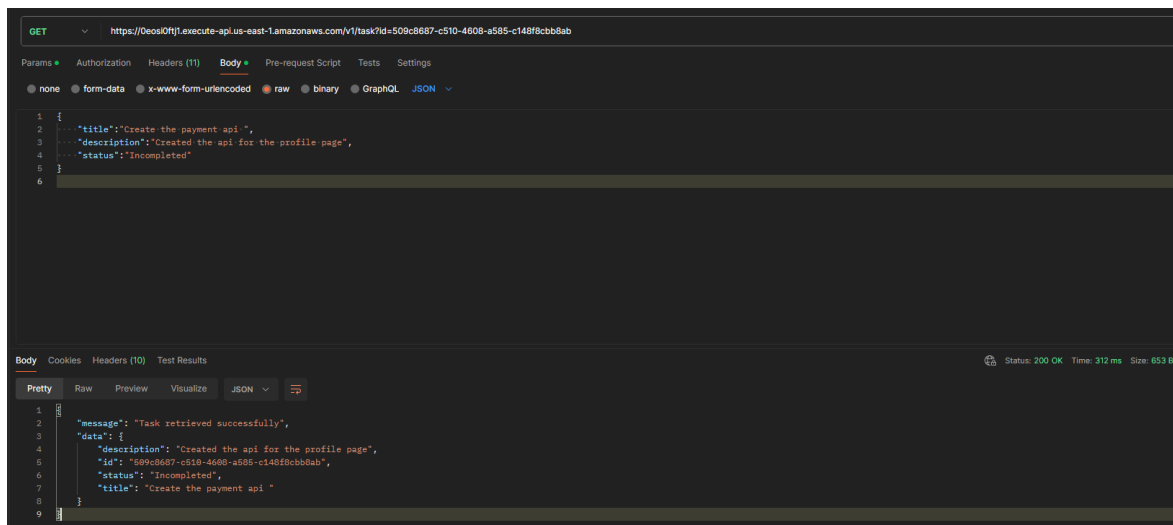 GET https://0eosi0ftj1.execute-api.us-east-1.amazonaws.com/v1/task?id=509c8687-c510-4608-a585-c148f8cbb8ab
Params Authorization Headers (11) Body Pre-request Script Tests Settings
none form-data x-www-form-urlencoded raw binary GraphQL JSON
1 {
2 "title":"Create the payment api ",
3 "description":"Created the api for the profile page",
4 "status":"Incompleted"
5 }
6
Body Cookies Headers (10) Test Results Status: 200 OK Time: 312 ms Size: 653 B
Pretty Raw Preview Visualize JSON
1 {
2 "message": "Task retrieved successfully",
3 "data": {
4 "description": "Created the api for the profile page",
5 "id": "509c8687-c510-4608-a585-c148f8cbb8ab",
6 "status": "Incompleted",
7 "title": "Create the payment api "
8 }
9 }